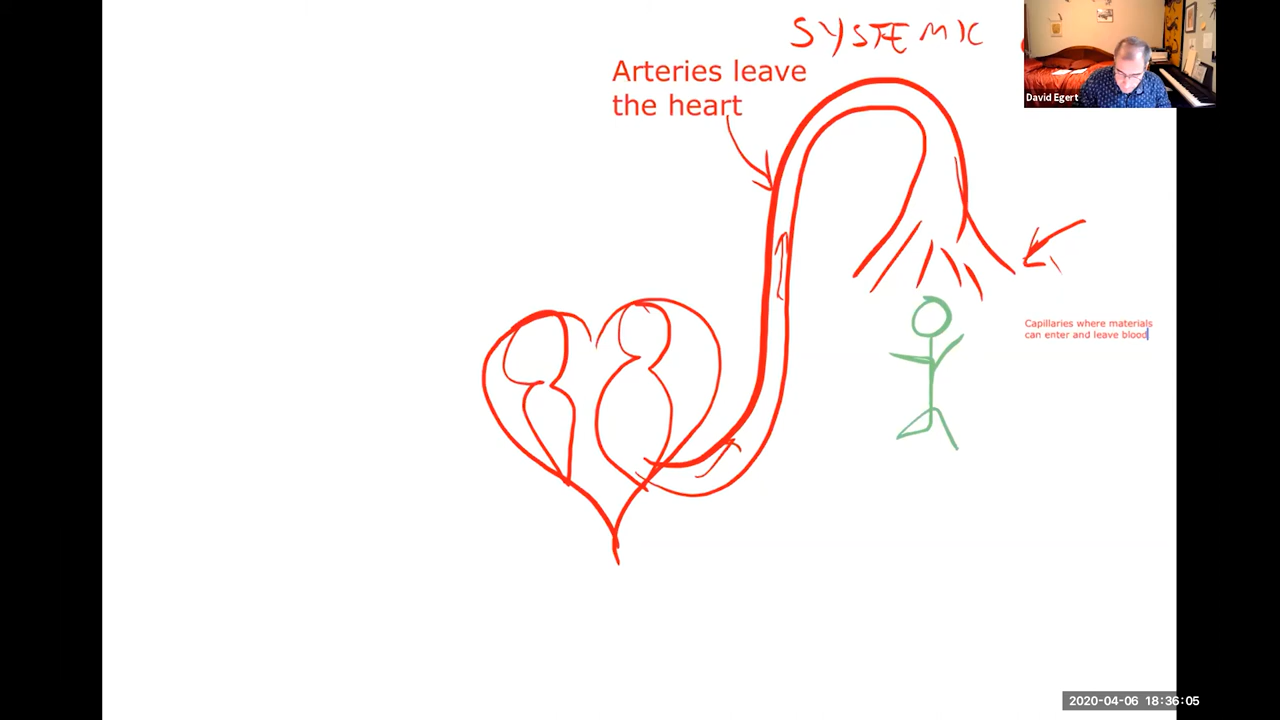 SYSTEMIC
Arteries leave
the heart
David Egert
Capillaries where materials
can enter and leave blood
2020-04-06 18:36:05